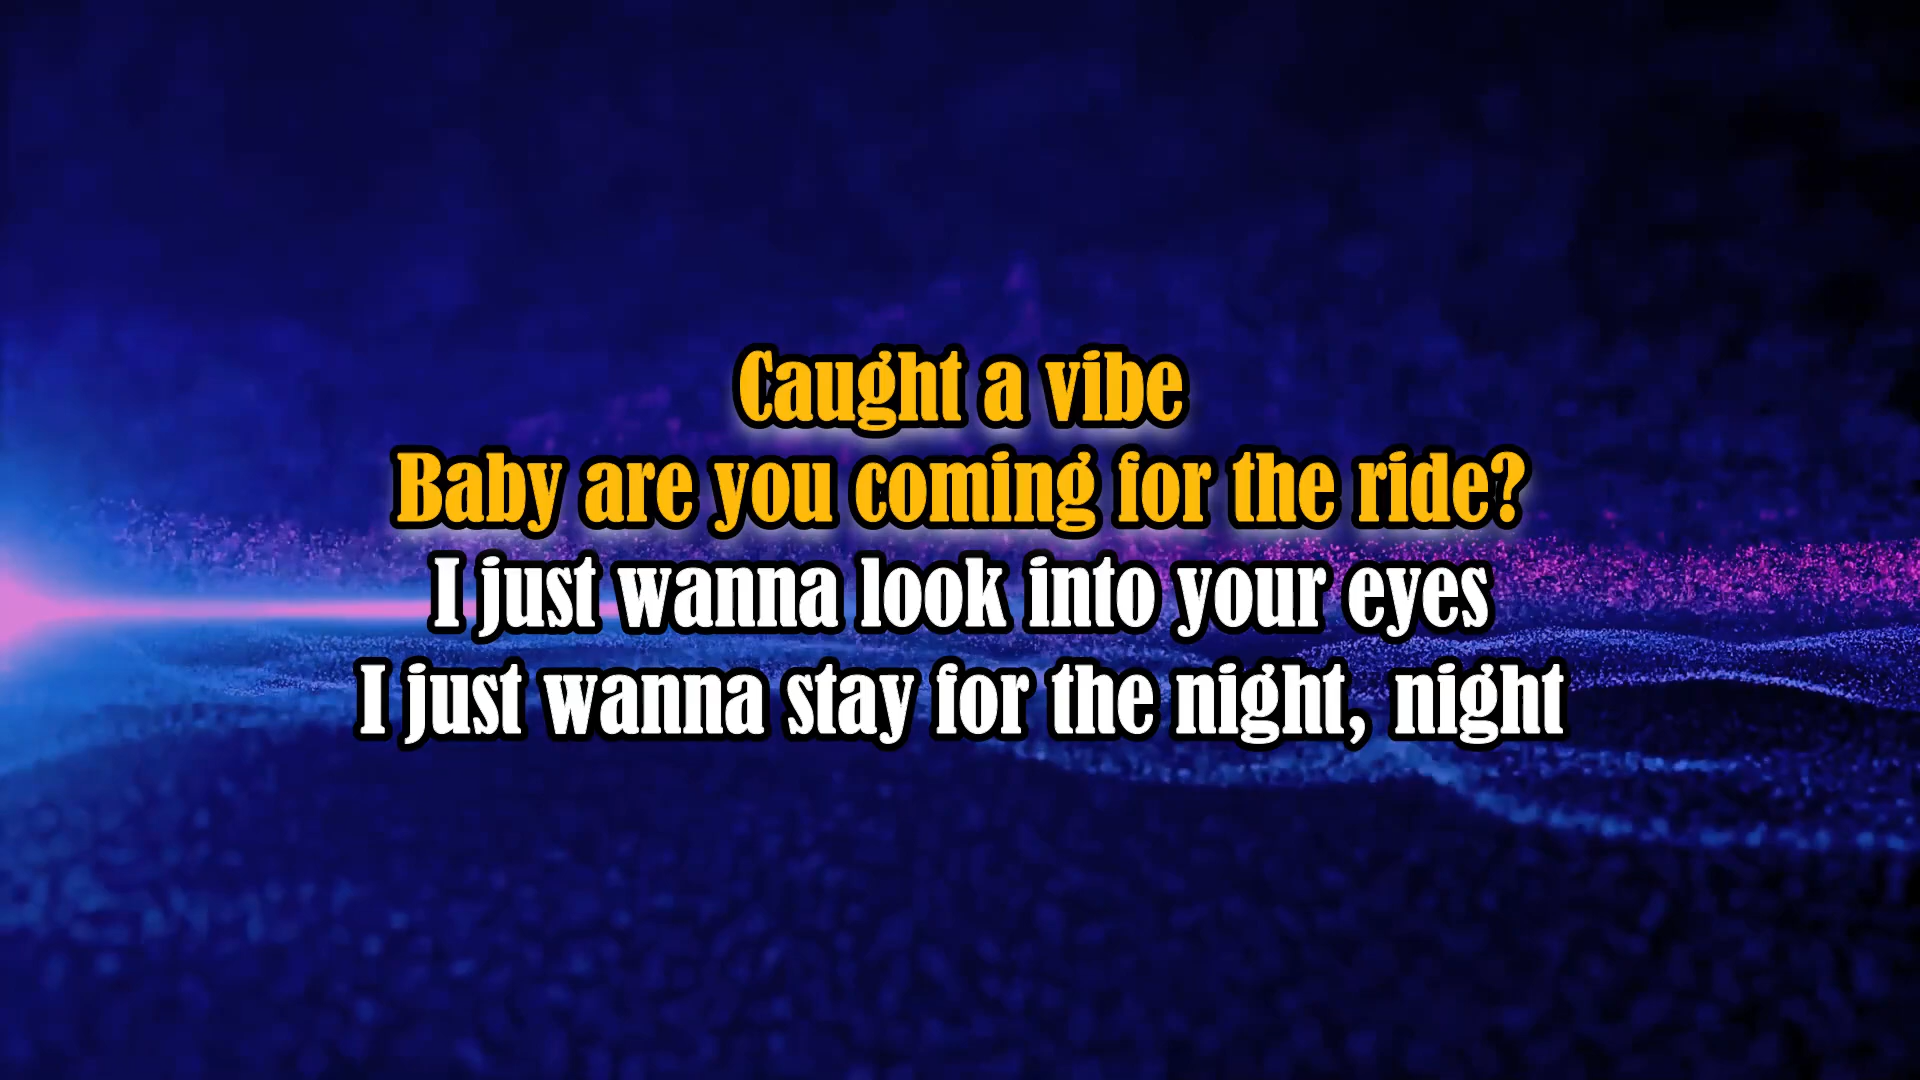 Caught a vibe
Baby are you coming for the ride?
I just wanna look into your eyes
I just wanna stay for the night, night